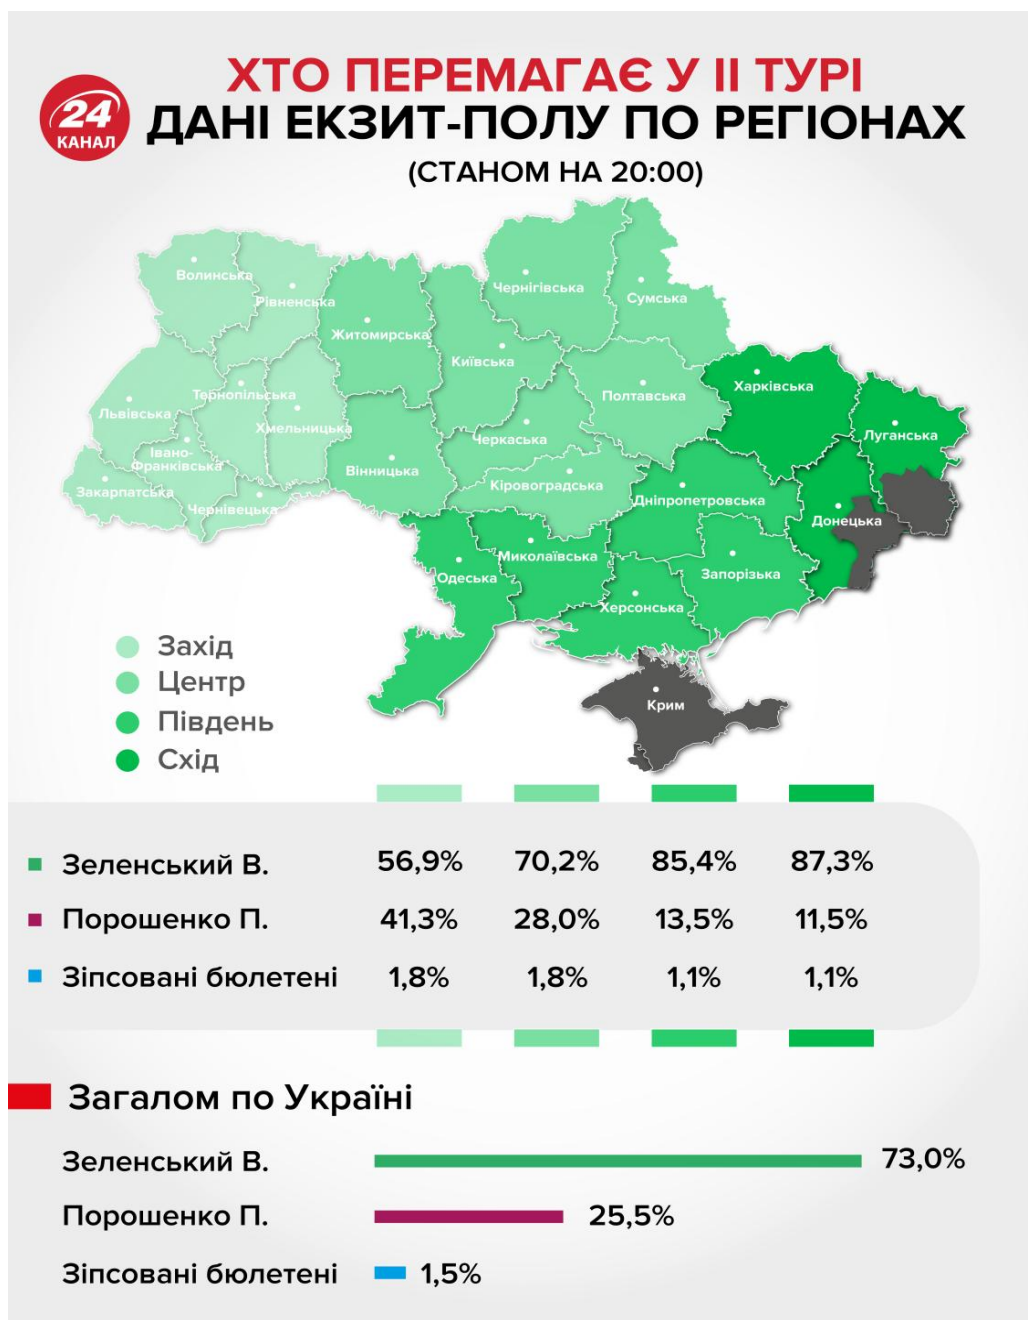 ХТО ПЕРЕМАГАЄ У ІІ ТУРІ
24
КАНАЛ
ДАНІ ЕКЗИТ-ПОЛУ ПО РЕГІОНАХ
(СТАНОМ НА 20:00)
Волинська
Рівненська
Житомирська
Київська
Чернігівська
Сумська
Львівська
Тернопільська
Хмельницька
Івано-
Франківська
Закарпатська
Чернівецька
Вінницька
Черкаська
Кіровоградська
Полтавська
Харківська
Луганська
Дніпропетровська
Донецька
Одеська
Миколаївська
Херсонська
Запорізька
Крим
Захід
Центр
Південь
Схід
Зеленський В. 56,9% 70,2% 85,4% 87,3%
Порошенко П. 41,3% 28,0% 13,5% 11,5%
Зіпсовані бюлетені 1,8% 1,8% 1,1% 1,1%
Загалом по Україні
Зеленський В. 73,0%
Порошенко П. 25,5%
Зіпсовані бюлетені 1,5%